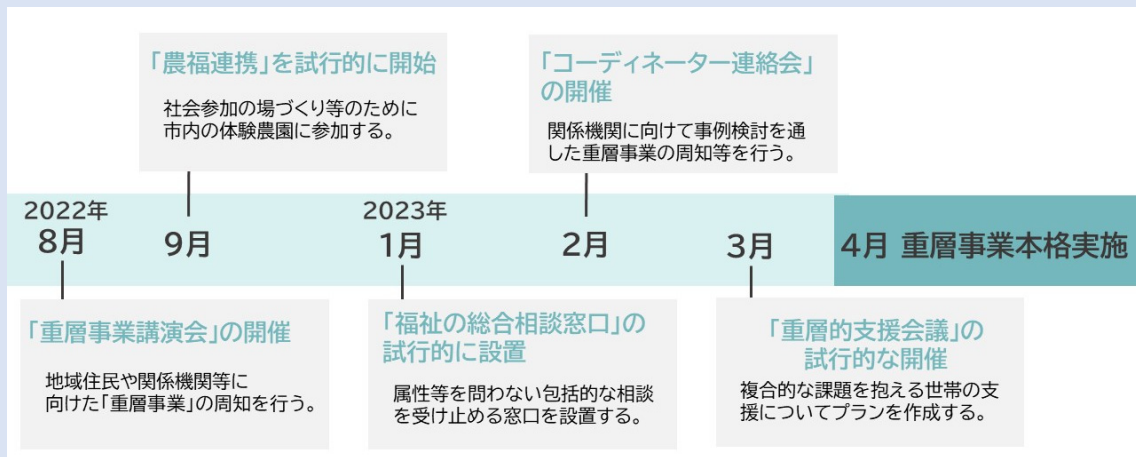 「農福連携」を試行的に開始
社会参加の場づくり等のために
市内の体験農園に参加する。
「コーディネーター連絡会」
の開催
関係機関に向けて事例検討を通
した重層事業の周知等を行う。
2022年
8月
9月
2023年
1月
2月
3月
4月 重層事業本格実施
「重層事業講演会」の開催
地域住民や関係機関等に
向けた「重層事業」の周知を行う。
「福祉の総合相談窓口」の
試行的に設置
属性等を問わない包括的な相談
を受け止める窓口を設置する。
「重層的支援会議」の
試行的な開催
複合的な課題を抱える世帯の支
援についてプランを作成する。